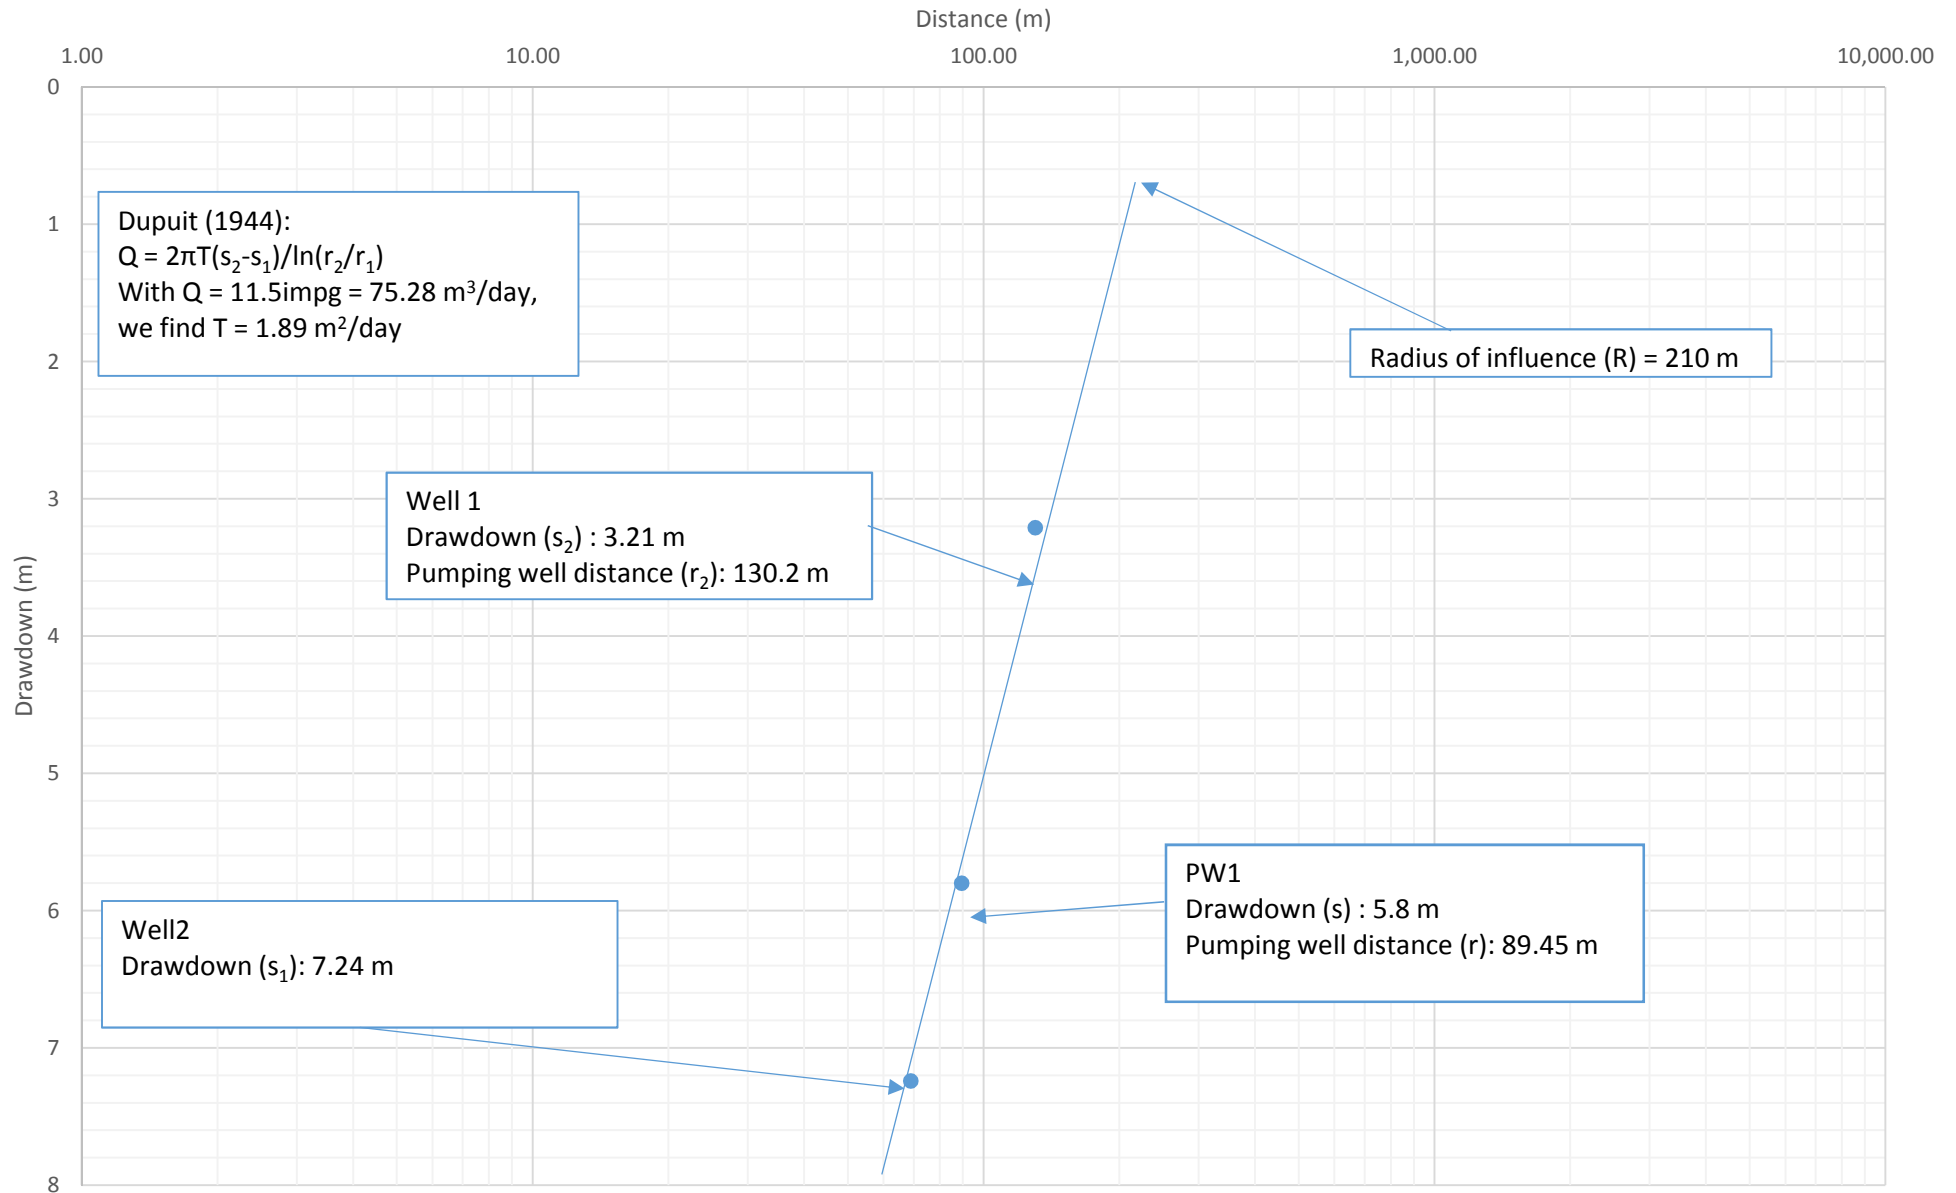 Distance (m)
1.00 10.00 100.00 1,000.00 10,000.00
0
1
2
3
4
5
6
7
8
Drawdown (m)
Dupuit (1944):
Q = 2πT(s₂-s₁)/ln(r₂/r₁)
With Q = 11.5impg = 75.28 m³/day,
we find T = 1.89 m²/day
Radius of influence (R) = 210 m
Well 1
Drawdown (s₂) : 3.21 m
Pumping well distance (r₂): 130.2 m
PW1
Drawdown (s) : 5.8 m
Pumping well distance (r): 89.45 m
Well2
Drawdown (s₁): 7.24 m